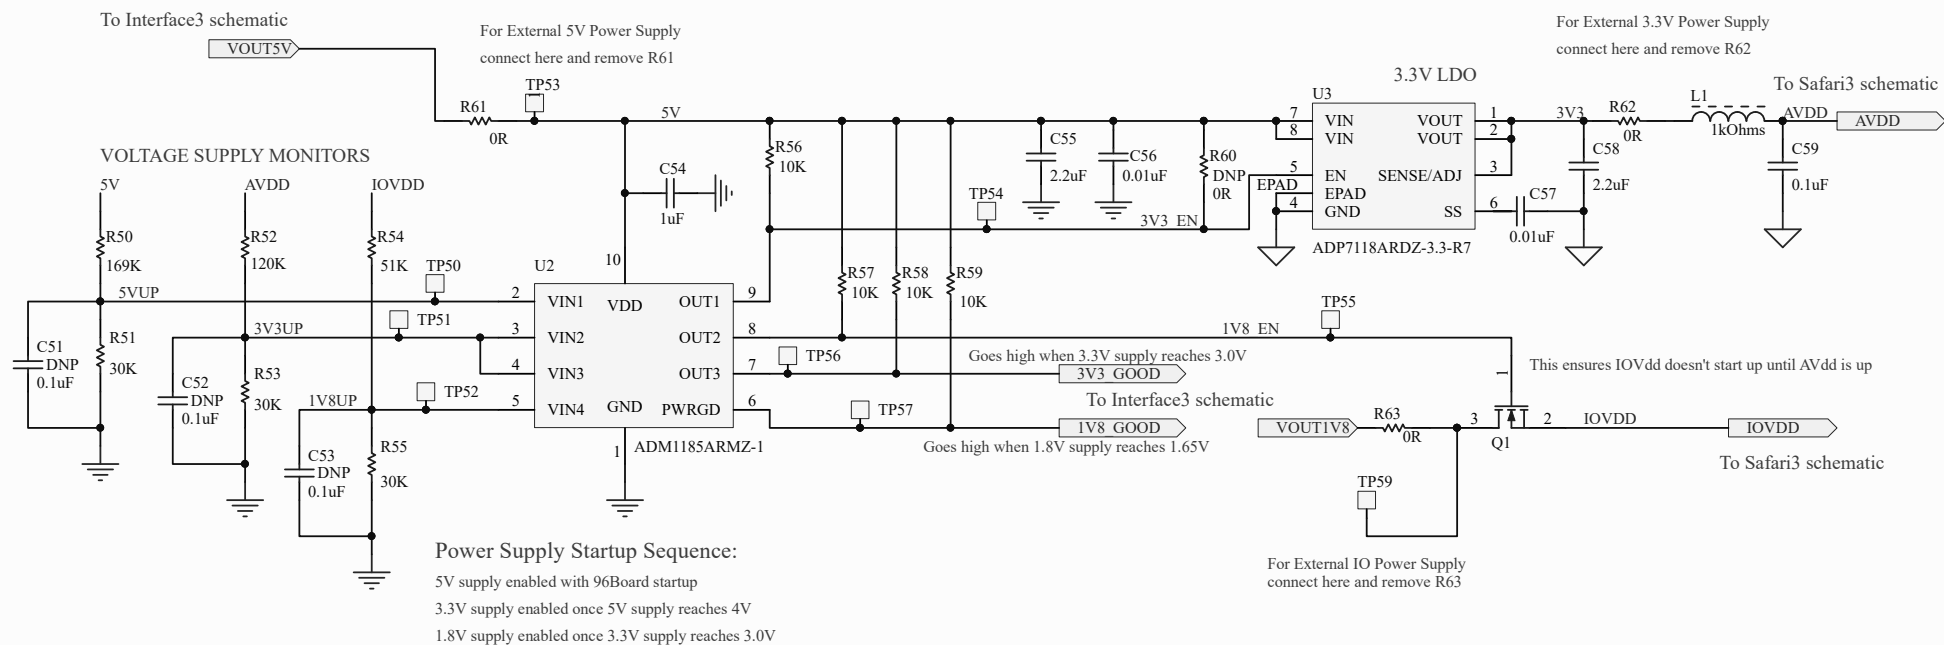 To Interface3 schematic
VOUT5V
For External 5V Power Supply
connect here and remove R61
TP53
R61
0R
5V
For External 3.3V Power Supply
connect here and remove R62
3.3V LDO
U3
To Safari3 schematic
7 VIN VOUT 1
8 VIN VOUT 2
5 EN SENSE/ADJ 3
EPAD EPAD
4 GND SS 6
ADP7118ARDZ-3.3-R7
3V3
R62
0R
L1
1kOhms
AVDD
AVDD
C58
2.2uF
C59
0.1uF
C57
0.01uF
R56
10K
C55
2.2uF
C56
0.01uF
R60
DNP
0R
C54
1uF
TP54
3V3_EN
VOLTAGE SUPPLY MONITORS
5V
AVDD
IOVDD
R50
169K
R52
120K
R54
51K
5VUP
TP50
R51
30K
C51
DNP
0.1uF
3V3UP
TP51
R53
30K
C52
DNP
0.1uF
1V8UP
TP52
R55
30K
C53
DNP
0.1uF
U2
10
VDD
2 VIN1 OUT1 9
3 VIN2 OUT2 8
4 VIN3 OUT3 7
5 VIN4 PWRGD 6
GND
1
ADM1185ARMZ-1
R57
10K
R58
10K
R59
10K
TP55
1V8_EN
TP56
Goes high when 3.3V supply reaches 3.0V
3V3_GOOD
To Interface3 schematic
TP57
1V8_GOOD
Goes high when 1.8V supply reaches 1.65V
This ensures IOVdd doesn't start up until AVdd is up
1
VOUT1V8
R63
0R
3
Q1
2
IOVDD
IOVDD
To Safari3 schematic
TP59
For External IO Power Supply
connect here and remove R63
Power Supply Startup Sequence:
5V supply enabled with 96Board startup
3.3V supply enabled once 5V supply reaches 4V
1.8V supply enabled once 3.3V supply reaches 3.0V